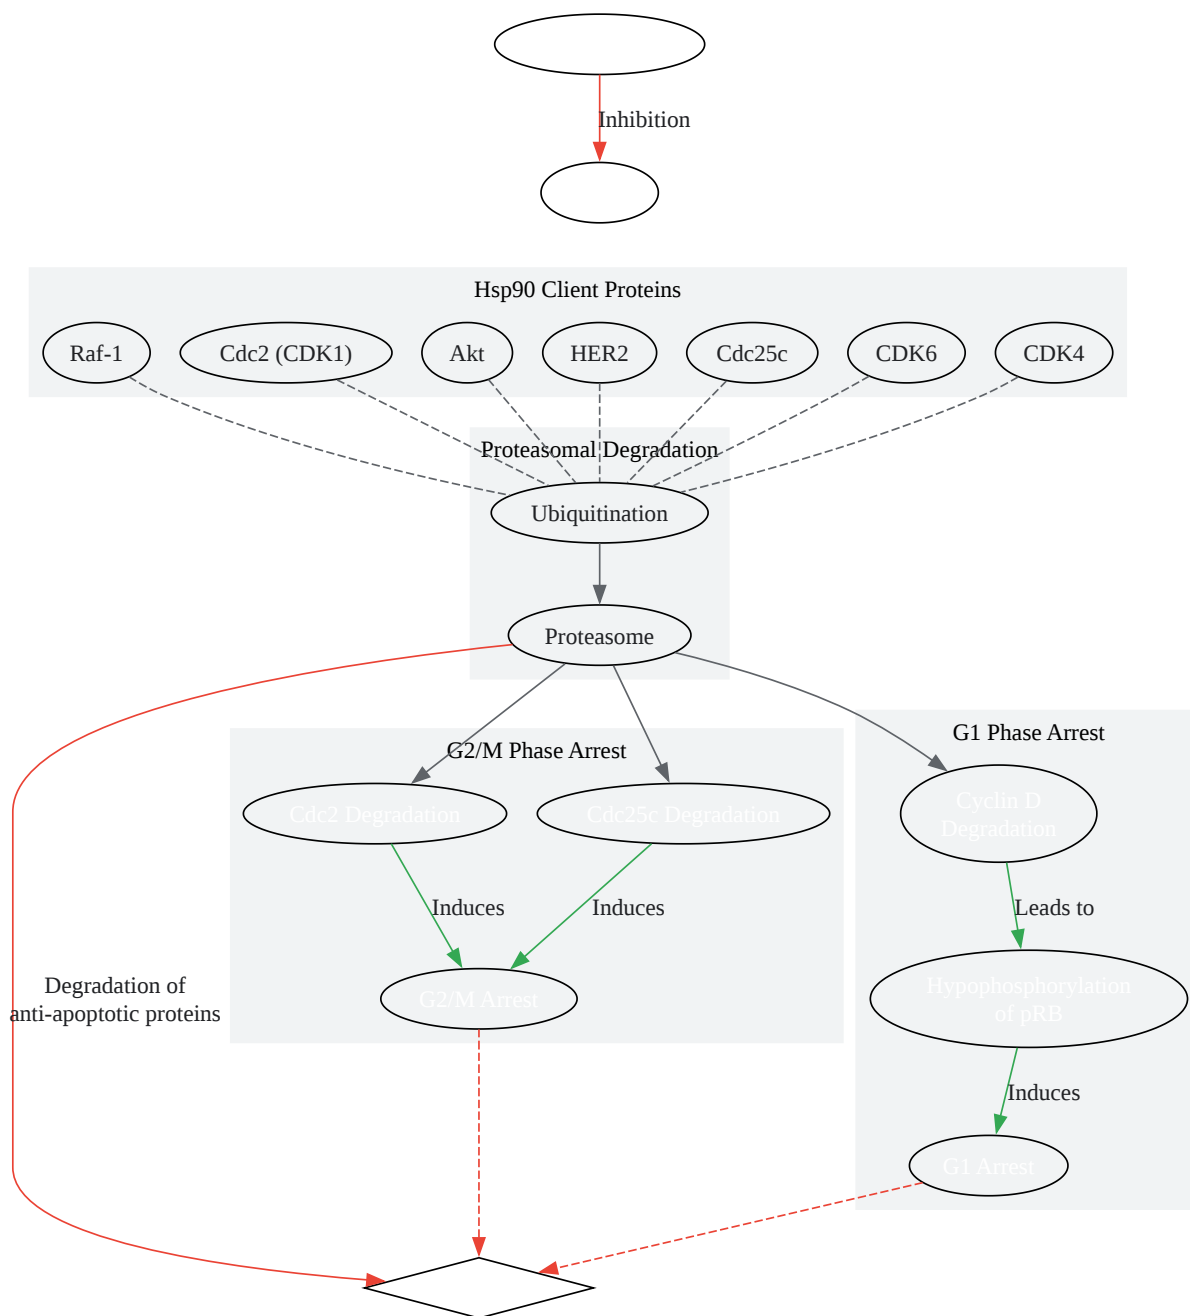 Inhibition
Hsp90 Client Proteins
Raf-1
Cdc2 (CDK1)
Akt
HER2
Cdc25c
CDK6
CDK4
Proteasomal Degradation
Ubiquitination
Proteasome
G2/M Phase Arrest
G1 Phase Arrest
Cdc2 Degradation
Cdc25c Degradation
Cyclin D
Degradation
Induces
Induces
Leads to
Degradation of
anti-apoptotic proteins
G2/M Arrest
Hypophosphorylation
of pRB
Induces
G1 Arrest